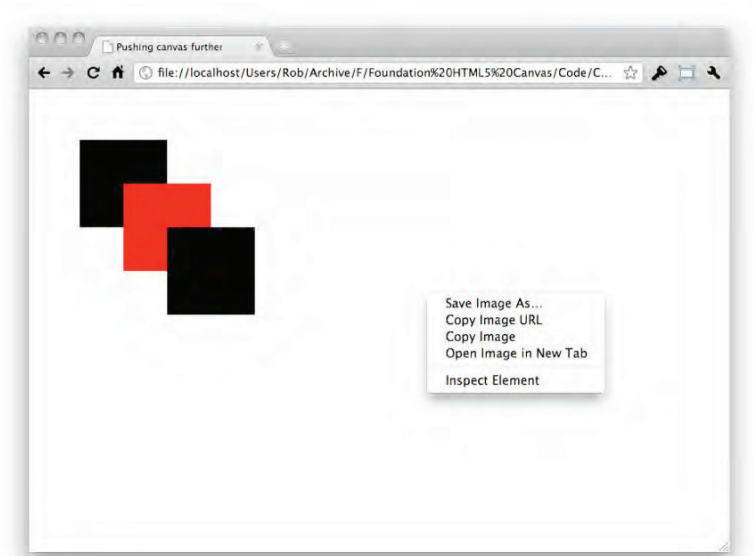 Pushing canvas further
file://localhost/Users/Rob/Archive/F/Foundation%20HTML5%20Canvas/Code/C...
Save Image As...
Copy Image URL
Copy Image
Open Image in New Tab
Inspect Element